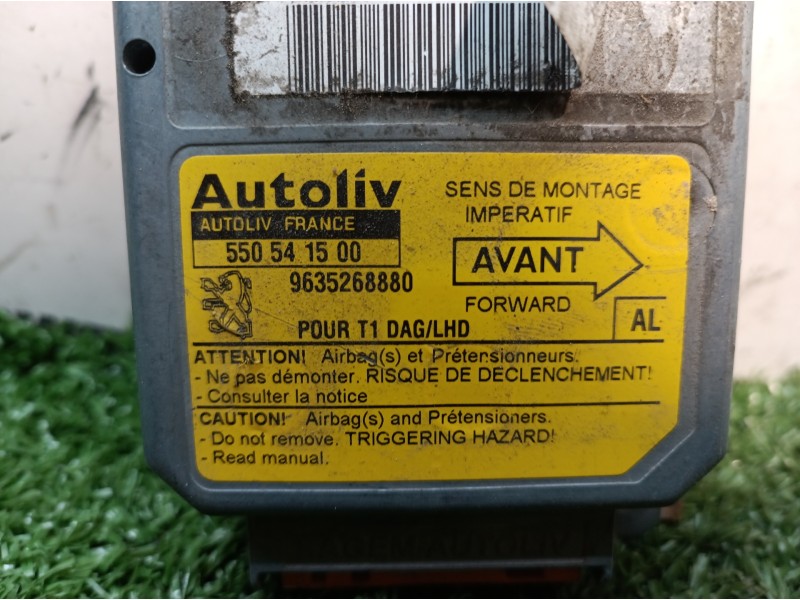 Autoliv
AUTOLIV FRANCE
550 54 15 00
9635268880
POUR T1 DAG/LHD
SENS DE MONTAGE
IMPERATIF
AVANT
FORWARD
AL
ATTENTION! Airbag(s) et Prétensionneurs.
- Ne pas démonter. RISQUE DE DECLENCHEMENT!
- Consulter la notice
CAUTION! Airbag(s) and Prétensioners.
- Do not remove. TRIGGERING HAZARD!
- Read manual.